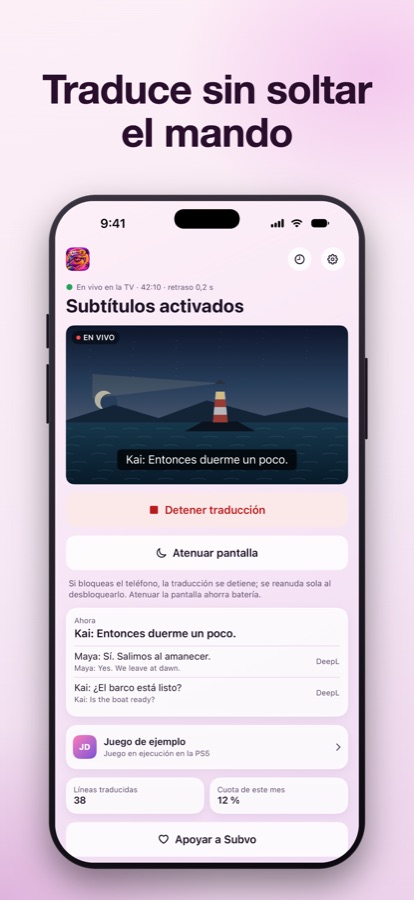 Traduce sin soltar
el mando
9:41
En vivo en la TV · 42:10 · retraso 0,2 s
Subtítulos activados
EN VIVO
Kai: Entonces duerme un poco.
Detener traducción
Atenuar pantalla
Si bloqueas el teléfono, la traducción se detiene; se reanuda sola al
desbloquearlo. Atenuar la pantalla ahorra batería.
Ahora
Kai: Entonces duerme un poco.
Maya: Sí. Salimos al amanecer.
Maya: Yes. We leave at dawn.
DeepL
Kai: ¿El barco está listo?
Kai: Is the boat ready?
DeepL
JD
Juego de ejemplo
Juego en ejecución en la PS5
Líneas traducidas
38
Cuota de este mes
12 %
Apoyar a Subvo